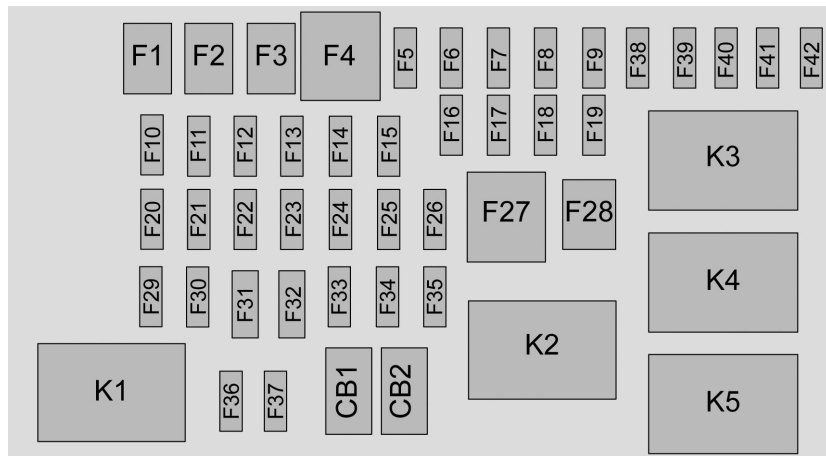 F1 F2 F3 F4 F5 F6 F7 F8 F9 F38 F39 F40 F41 F42
F16 F17 F18 F19
F10 F11 F12 F13 F14 F15
K3
F20 F21 F22 F23 F24 F25 F26 F27 F28
K4
F29 F30 F31 F32 F33 F34 F35
K2
K1 F36 F37 CB1 CB2 K5